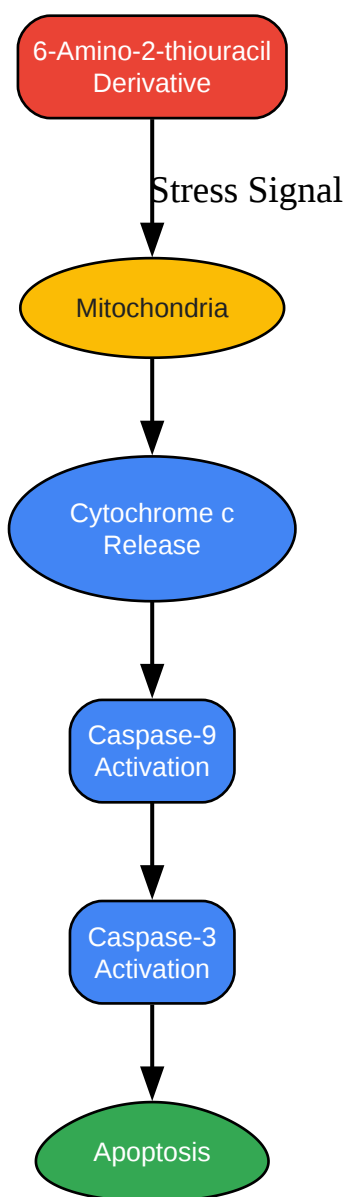 6-Amino-2-thiouracil
Derivative
Stress Signal
Mitochondria
Cytochrome c
Release
Caspase-9
Activation
Caspase-3
Activation
Apoptosis